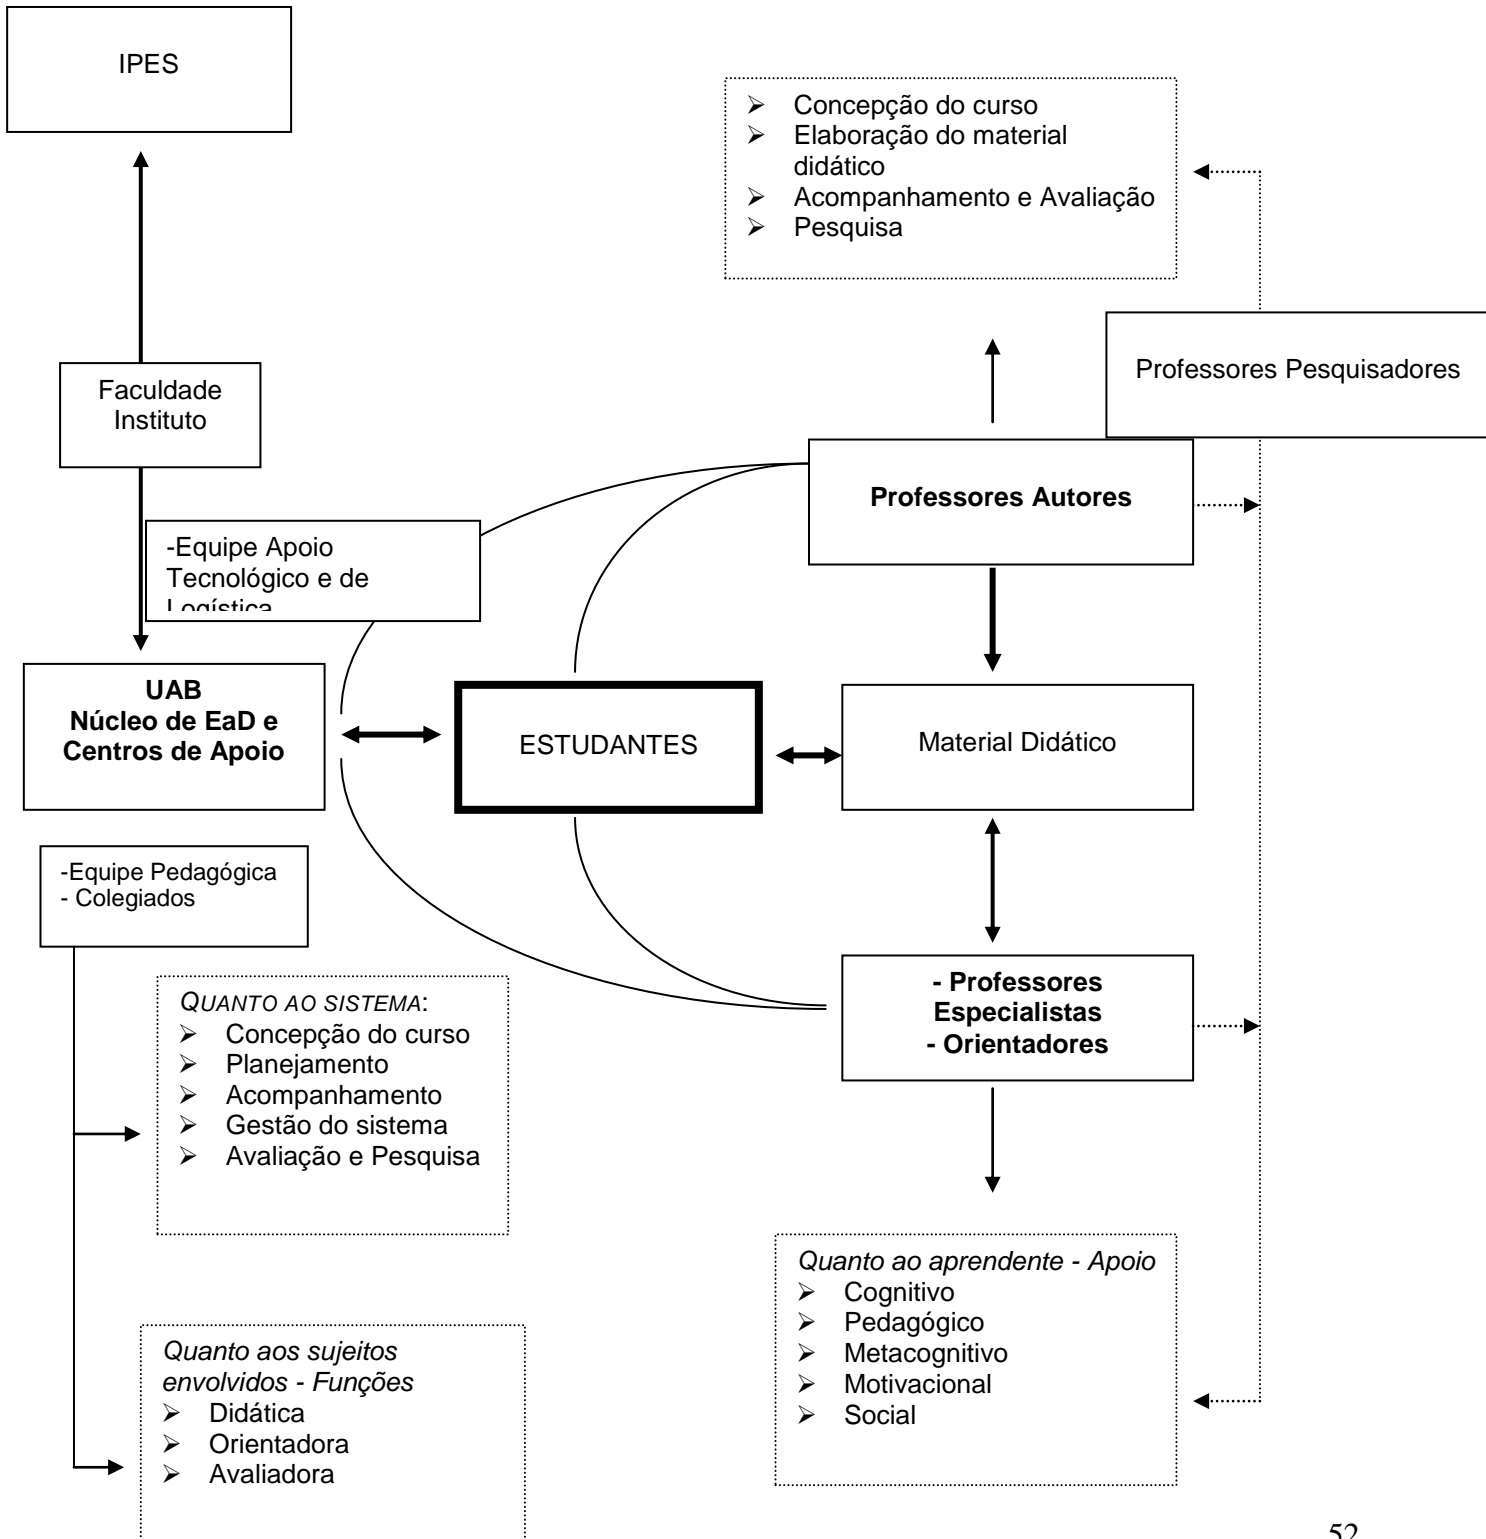 IPES
➢ Concepção do curso
➢ Elaboração do material
didático
➢ Acompanhamento e Avaliação
➢ Pesquisa
Professores Pesquisadores
Faculdade
Instituto
Professores Autores
-Equipe Apoio
Tecnológico e de
Logística
UAB
Núcleo de EaD e
Centros de Apoio
ESTUDANTES
Material Didático
-Equipe Pedagógica
- Colegiados
- Professores
Especialistas
- Orientadores
QUANTO AO SISTEMA:
➢ Concepção do curso
➢ Planejamento
➢ Acompanhamento
➢ Gestão do sistema
➢ Avaliação e Pesquisa
Quanto ao aprendente - Apoio
➢ Cognitivo
➢ Pedagógico
➢ Metacognitivo
➢ Motivacional
➢ Social
Quanto aos sujeitos
envolvidos - Funções
➢ Didática
➢ Orientadora
➢ Avaliadora
52